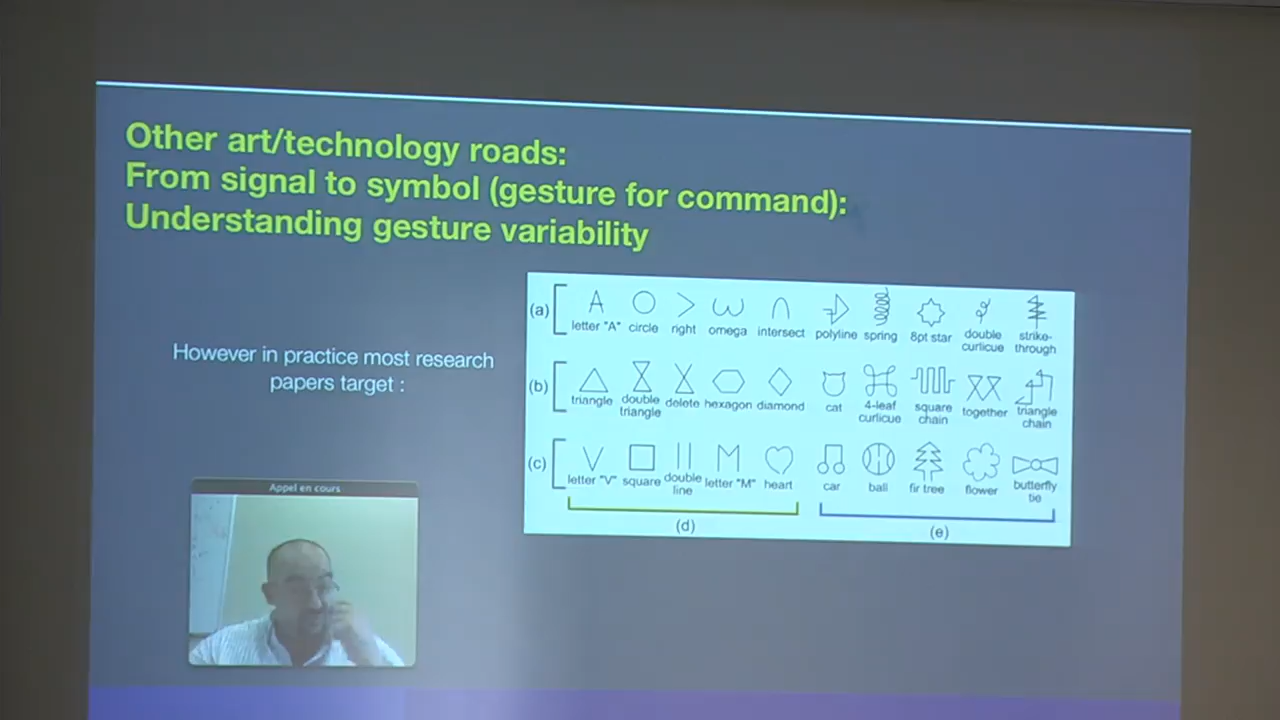 Other art/technology roads:
From signal to symbol (gesture for command):
Understanding gesture variability
However in practice most research
papers target :
(a)
letter "A" circle right omega intersect polyline spring 8pt star double curlicue strike-through
(b)
triangle double triangle delete hexagon diamond cat 4-leaf curlicue square chain together triangle chain
(c)
letter "V" square double line letter "M" heart car ball fir tree flower butterfly tie
(d)
(e)
Appel en cours